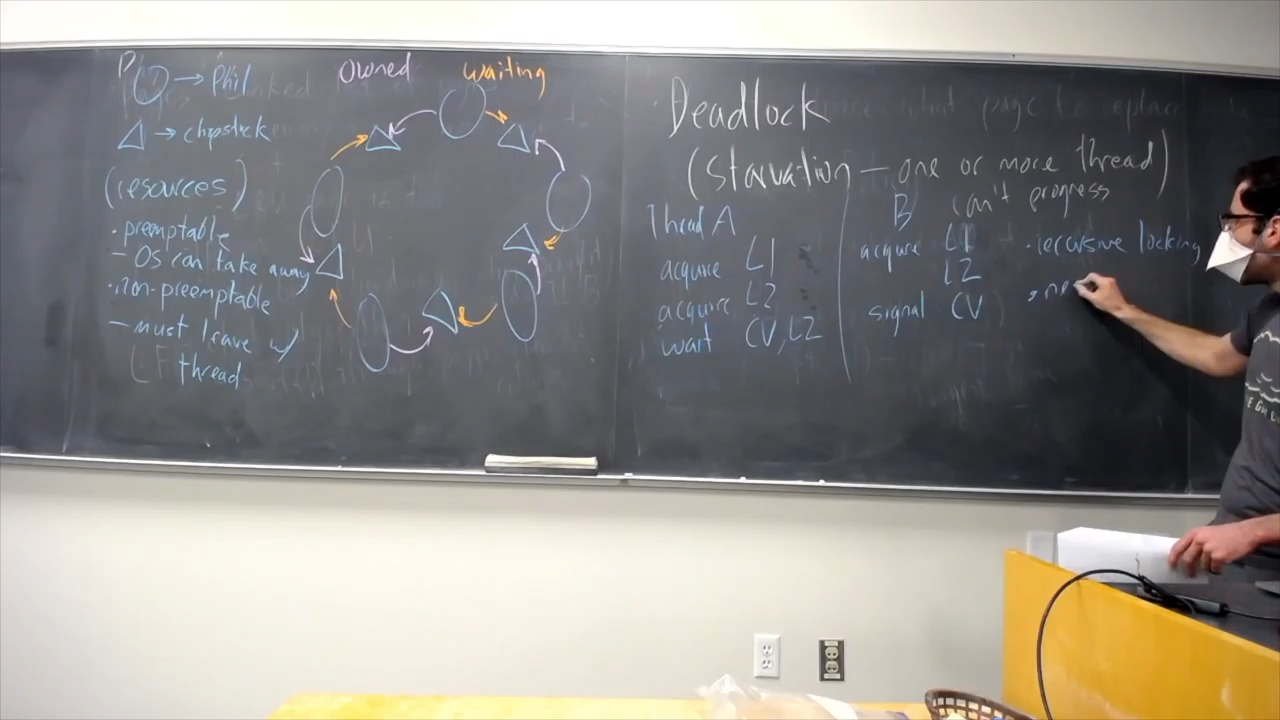 → Phil
→ chopstick
(resources)
· preemptable
- OS can take away
· non-preemptable
- must leave w/
thread
Owned
waiting
Deadlock
(starvation - one or more thread)
can't progress
Thread A
acquire L1
acquire L2
wait CV, L2
B
acquire L1
L2
signal CV
· recursive locking
· ne